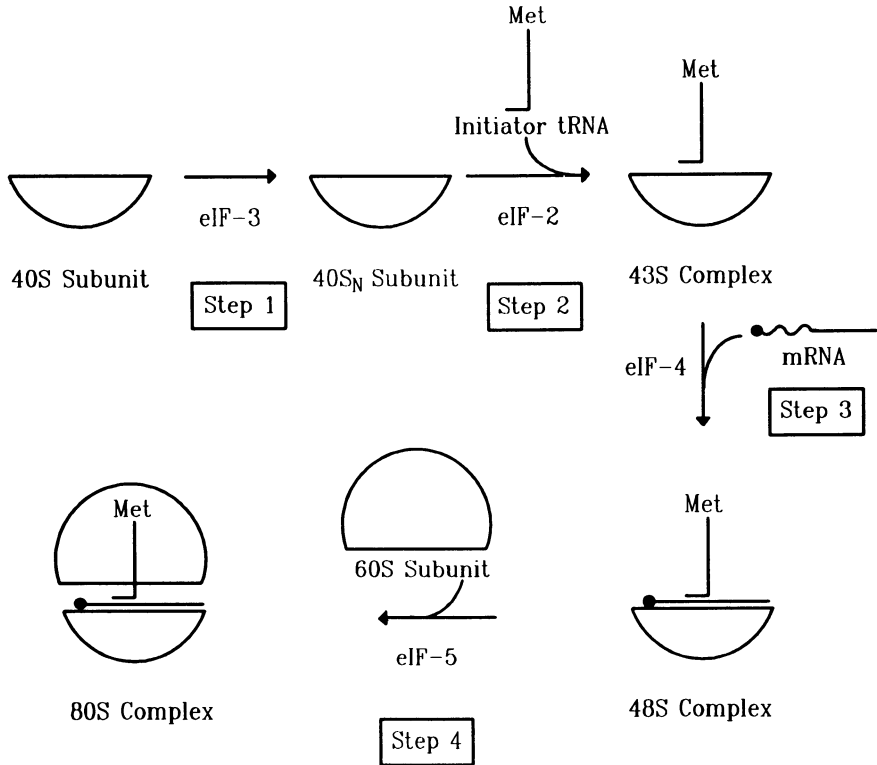 Met
Initiator tRNA
Met
eIF-3
eIF-2
40S Subunit
Step 1
40S_N Subunit
Step 2
43S Complex
eIF-4
mRNA
Step 3
Met
60S Subunit
Met
eIF-5
80S Complex
Step 4
48S Complex